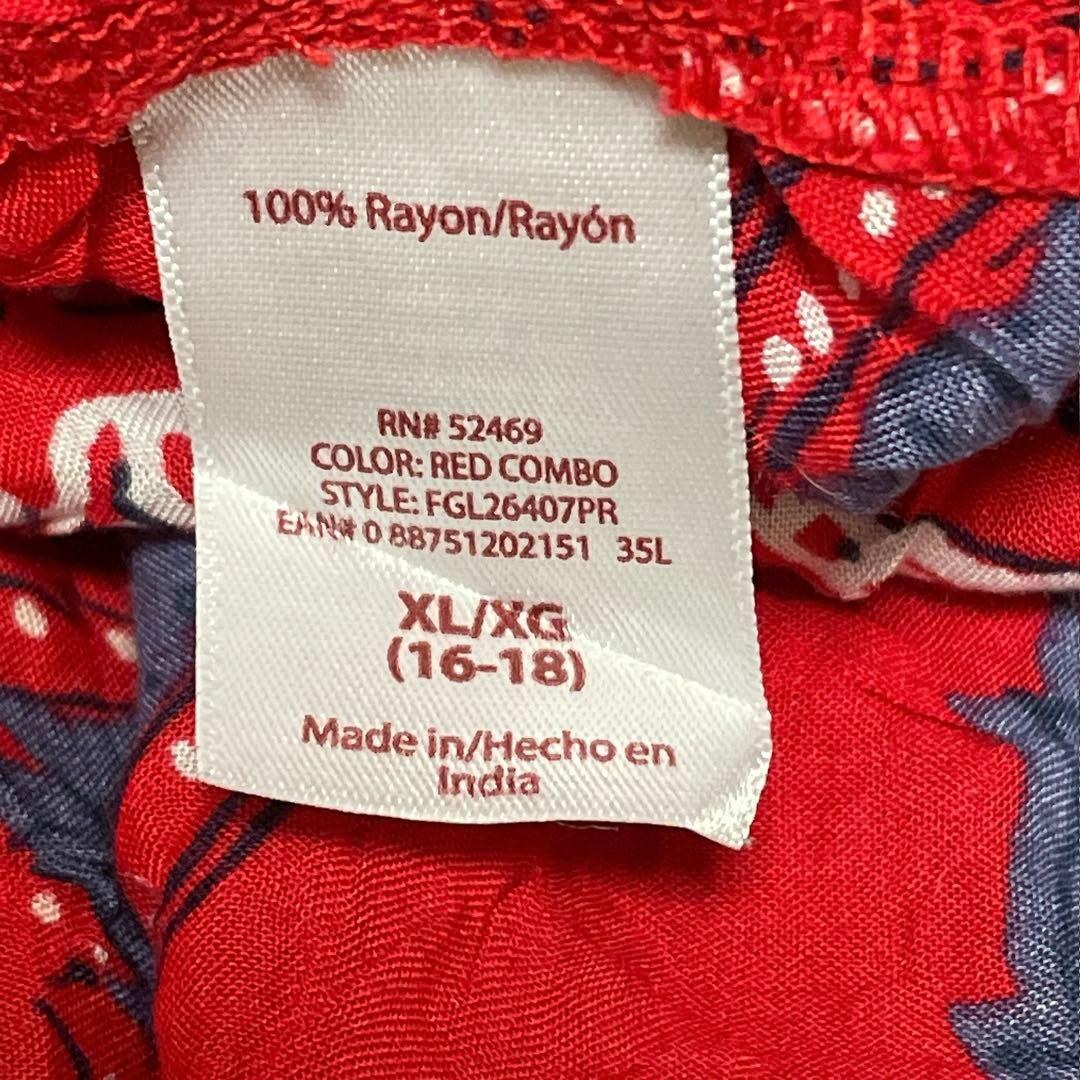 100% Rayon/Rayón
RN# 52469
COLOR: RED COMBO
STYLE: FGL26407PR
EAN# 0 88751202151 35L
XL/XG
(16-18)
Made in/Hecho en
India